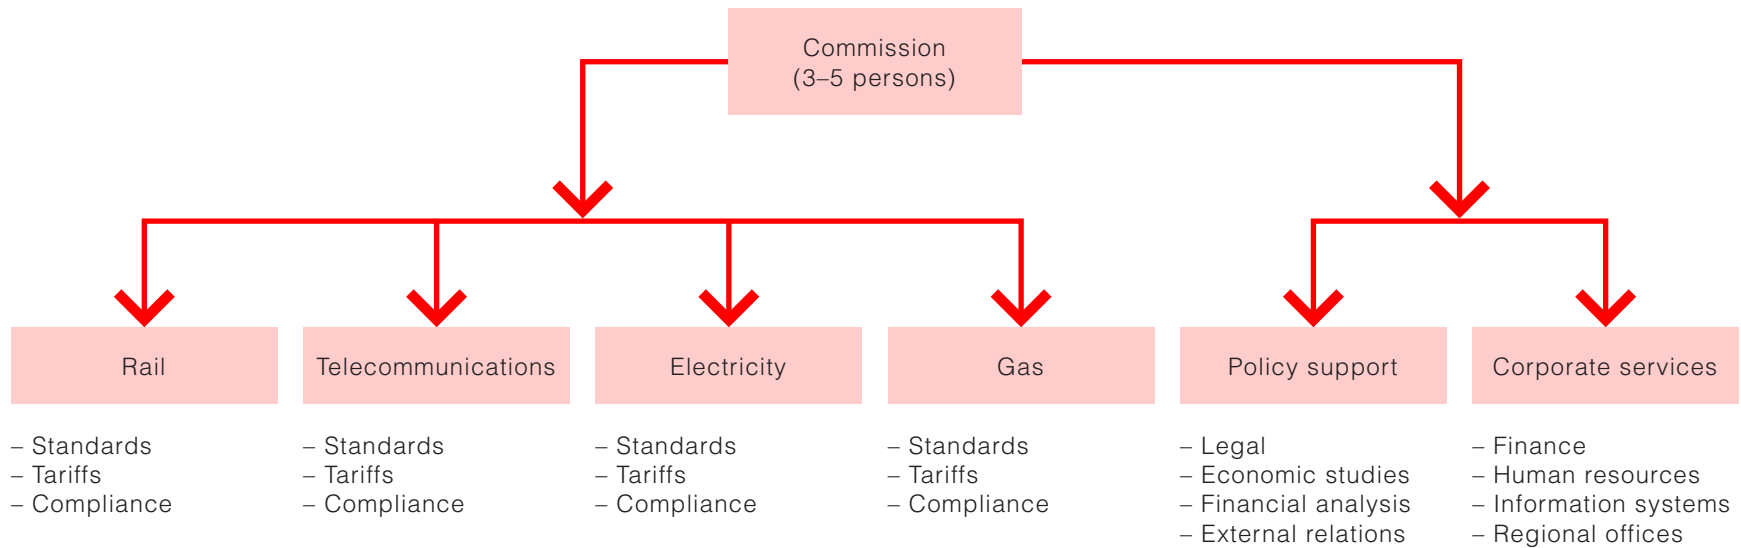 Commission
(3–5 persons)
Rail
Telecommunications
Electricity
Gas
Policy support
Corporate services
– Standards
– Tariffs
– Compliance
– Standards
– Tariffs
– Compliance
– Standards
– Tariffs
– Compliance
– Standards
– Tariffs
– Compliance
– Legal
– Economic studies
– Financial analysis
– External relations
– Finance
– Human resources
– Information systems
– Regional offices